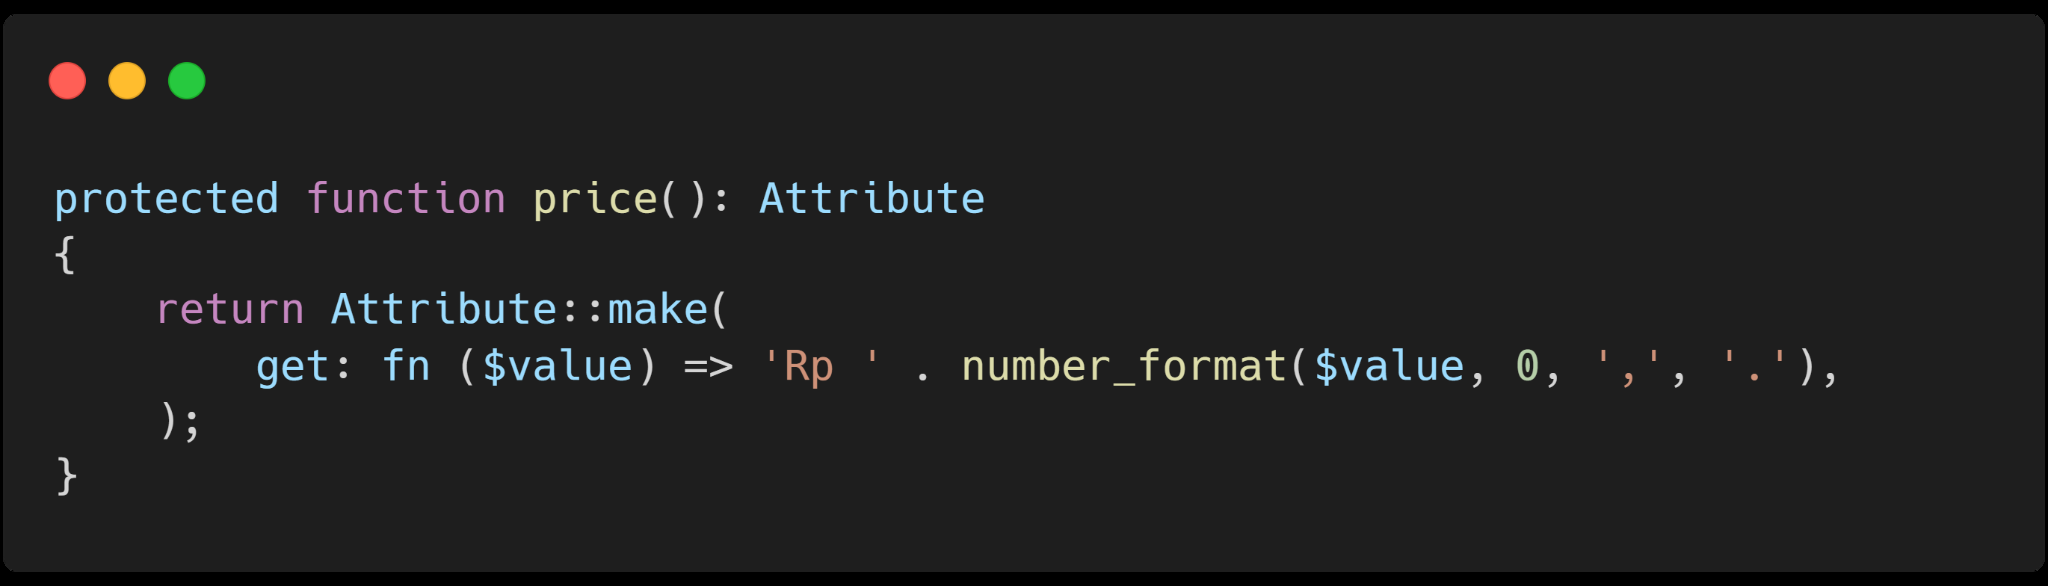 protected function price(): Attribute
{
    return Attribute::make(
        get: fn ($value) => 'Rp ' . number_format($value, 0, ',', '.'),
    );
}